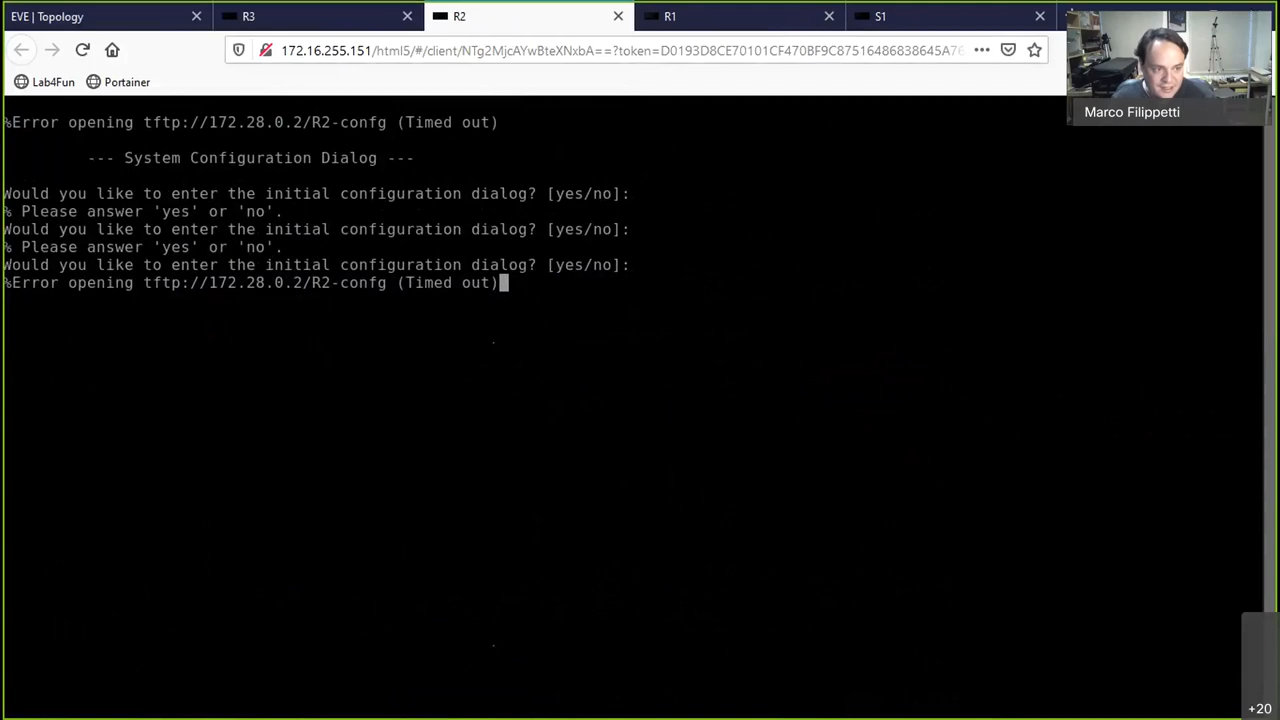 EVE | Topology
R3
R2
R1
S1
172.16.255.151/html5/#/client/NTg2MjcAYwBteXNxbA==?token=D0193D8CE70101CF470BF9C87516486838645A76
Lab4Fun
Portainer
Marco Filippetti
%Error opening tftp://172.28.0.2/R2-confg (Timed out)
--- System Configuration Dialog ---
Would you like to enter the initial configuration dialog? [yes/no]:
% Please answer 'yes' or 'no'.
Would you like to enter the initial configuration dialog? [yes/no]:
% Please answer 'yes' or 'no'.
Would you like to enter the initial configuration dialog? [yes/no]:
%Error opening tftp://172.28.0.2/R2-confg (Timed out)
+20